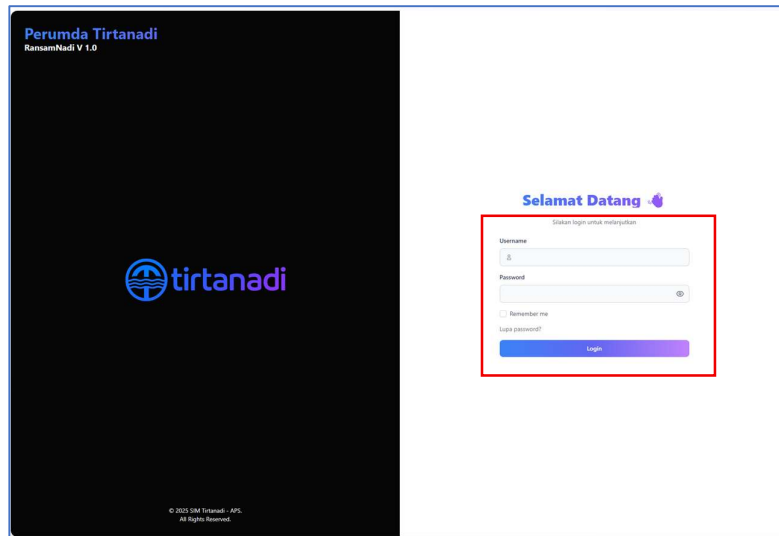 Perumda Tirtanadi
RansamNadi V 1.0
tirtanadi
© 2025 SIM Tirtanadi - APS.
All Rights Reserved.
Selamat Datang
Silakan login untuk melanjutkan
Username
Password
Remember me
Lupa password?
Login